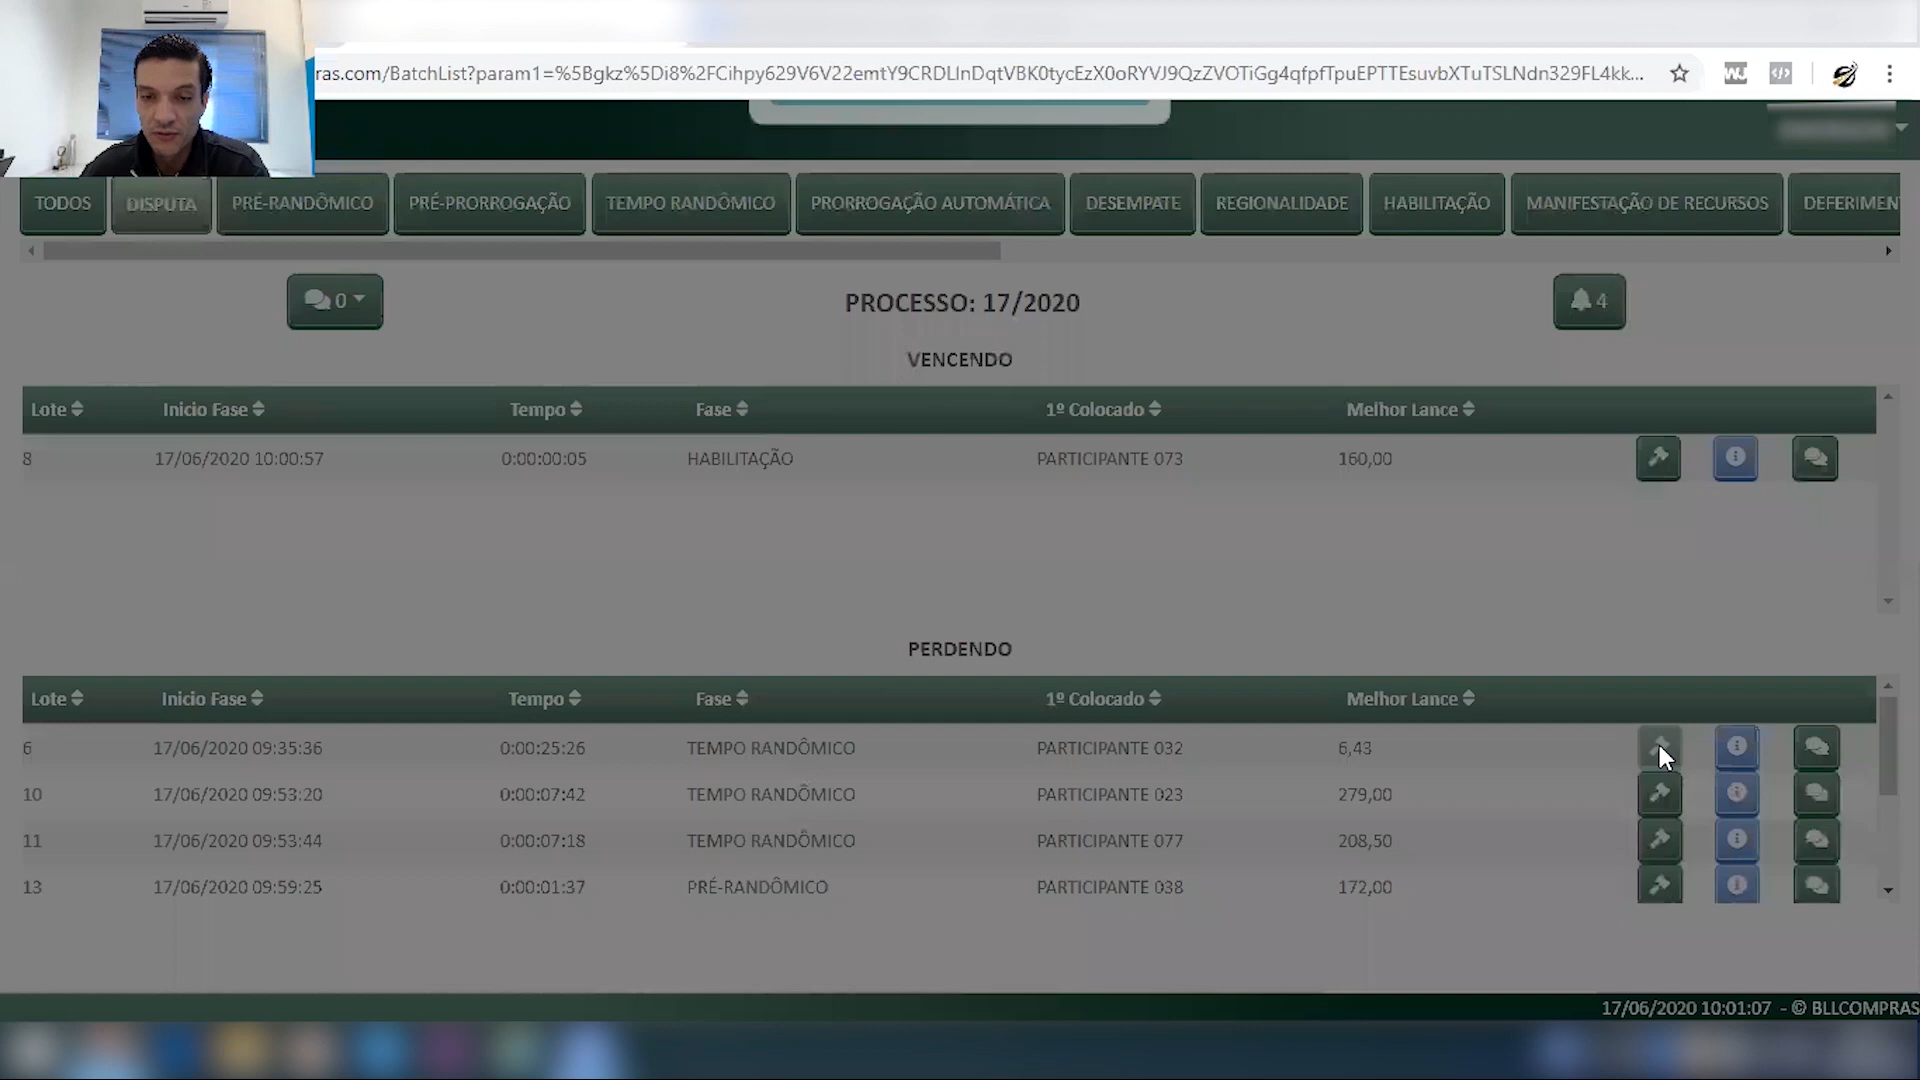 ras.com/BatchList?param1=%5Bgkz%5Di8%2FCihpy629V6V22emtY9CRDLlnDqtVBK0tycEzX0oRYVJ9QzZVOTiGg4qfpfTpuEPTTEsuvbXTuTSLNdn329FL4kk...
TODOS DISPUTA PRÉ-RANDÔMICO PRÉ-PRORROGAÇÃO TEMPO RANDÔMICO PRORROGAÇÃO AUTOMÁTICA DESEMPATE REGIONALIDADE HABILITAÇÃO MANIFESTAÇÃO DE RECURSOS DEFERIMEN
0 PROCESSO: 17/2020 4
VENCENDO
Lote Inicio Fase Tempo Fase 1º Colocado Melhor Lance
8 17/06/2020 10:00:57 0:00:00:05 HABILITAÇÃO PARTICIPANTE 073 160,00
PERDENDO
Lote Inicio Fase Tempo Fase 1º Colocado Melhor Lance
6 17/06/2020 09:35:36 0:00:25:26 TEMPO RANDÔMICO PARTICIPANTE 032 6,43
10 17/06/2020 09:53:20 0:00:07:42 TEMPO RANDÔMICO PARTICIPANTE 023 279,00
11 17/06/2020 09:53:44 0:00:07:18 TEMPO RANDÔMICO PARTICIPANTE 077 208,50
13 17/06/2020 09:59:25 0:00:01:37 PRÉ-RANDÔMICO PARTICIPANTE 038 172,00
17/06/2020 10:01:07 - © BLLCOMPRAS